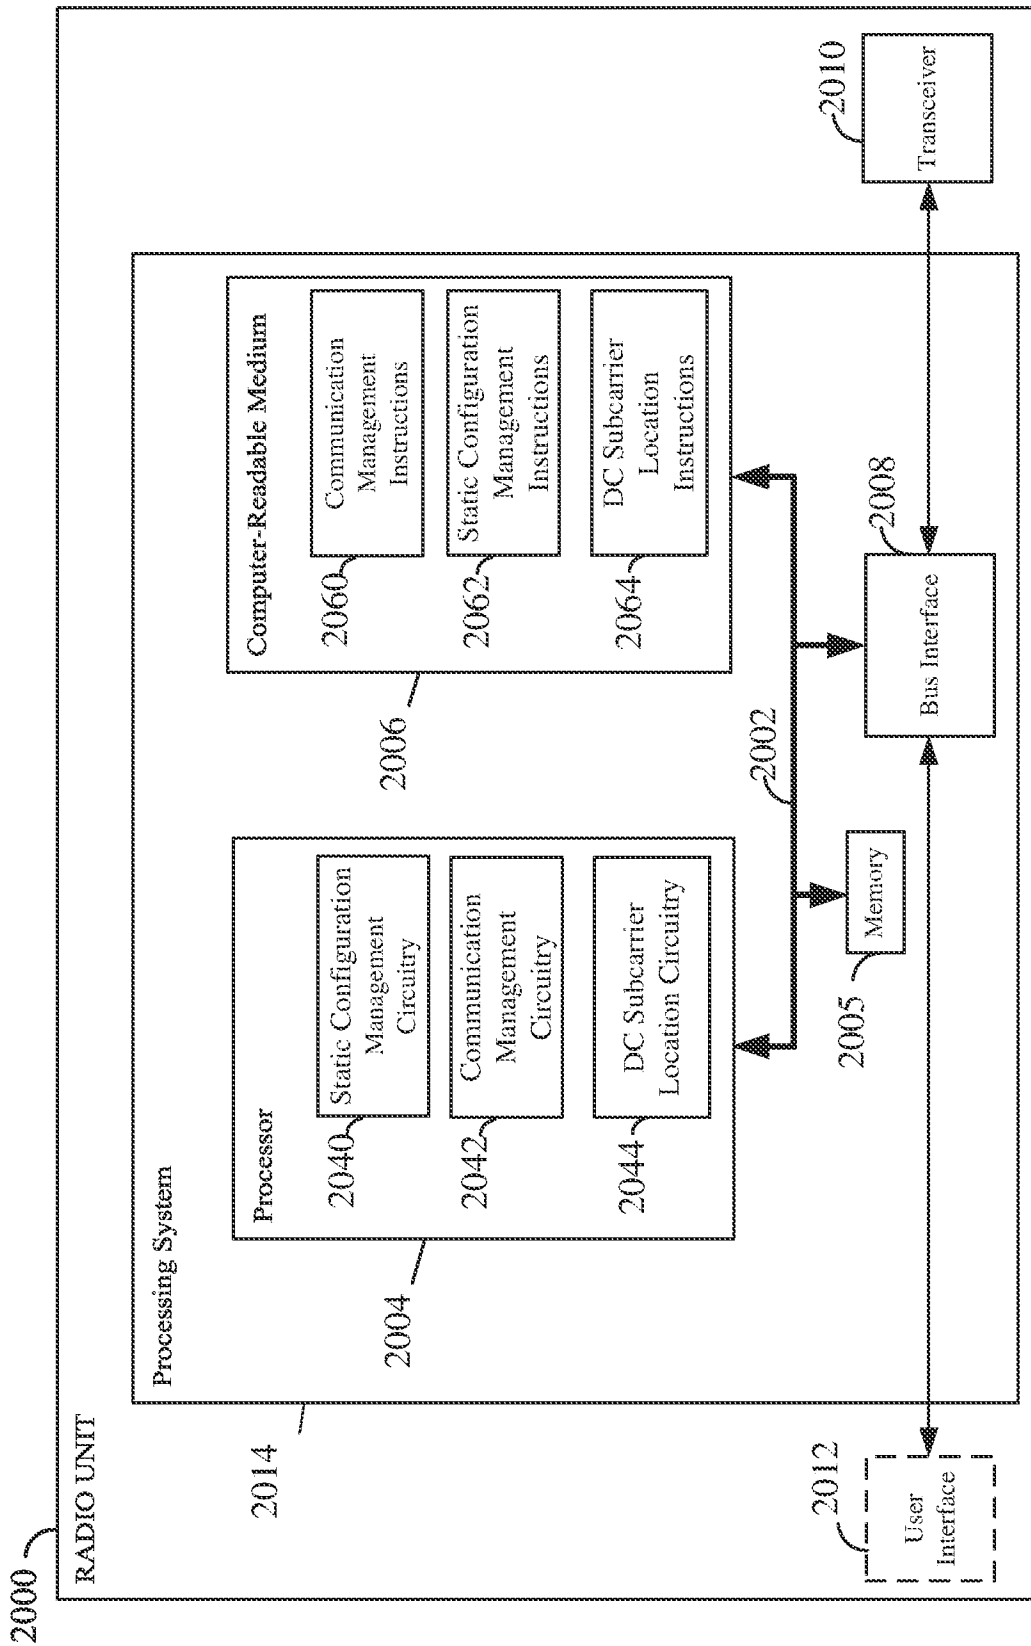 2000
RADIO UNIT
2014
Processing System
2004
Processor
2040
Static Configuration
Management
Circuitry
2042
Communication
Management
Circuitry
2044
DC Subcarrier
Location Circuitry
2006
Computer-Readable Medium
2060
Communication
Management
Instructions
2062
Static Configuration
Management
Instructions
2064
DC Subcarrier
Location
Instructions
2002
2005
Memory
2012
User
Interface
2008
Bus Interface
2010
Transceiver